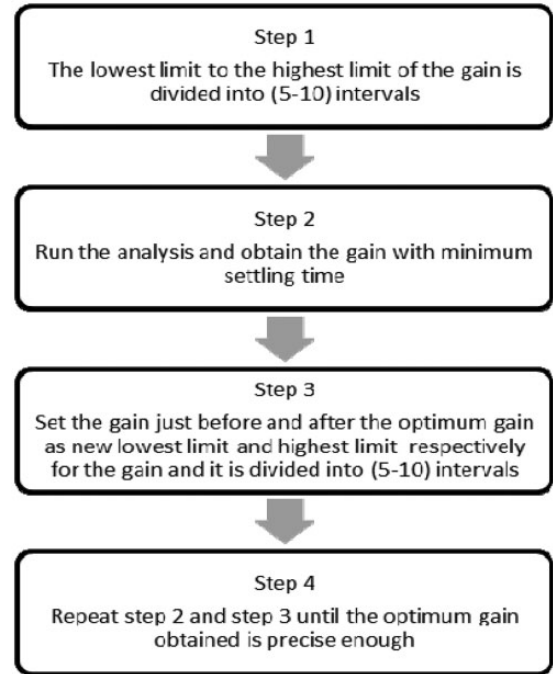 Step 1
The lowest limit to the highest limit of the gain is
divided into (5-10) intervals
Step 2
Run the analysis and obtain the gain with minimum
settling time
Step 3
Set the gain just before and after the optimum gain
as new lowest limit and highest limit respectively
for the gain and it is divided into (5-10) intervals
Step 4
Repeat step 2 and step 3 until the optimum gain
obtained is precise enough